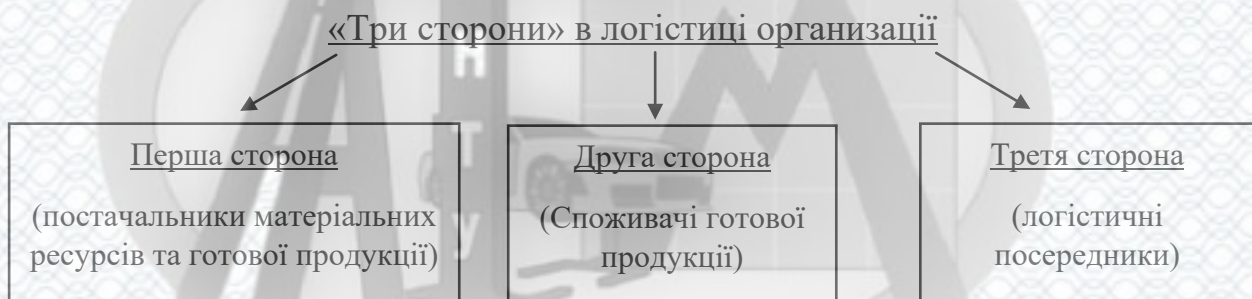 «Три сторони» в логістиці організації
Перша сторона
(постачальники матеріальних
ресурсів та готової продукції)
Друга сторона
(Споживачі готової
продукції)
Третя сторона
(логістичні
посередники)
Н
Т
У